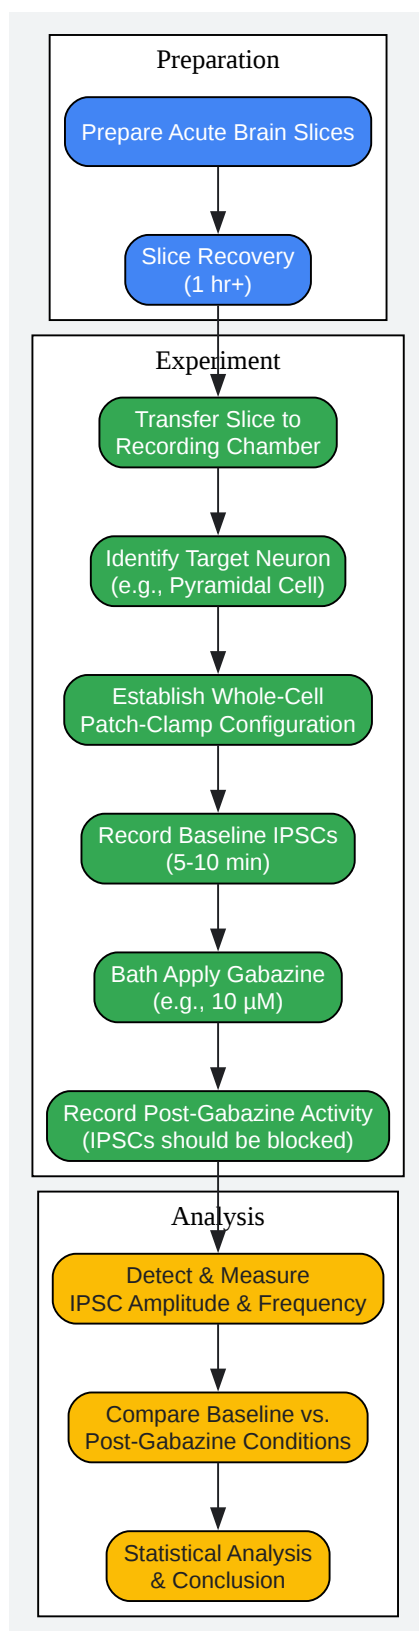 Preparation
Prepare Acute Brain Slices
Slice Recovery
(1 hr+)
Experiment
Transfer Slice to
Recording Chamber
Identify Target Neuron
(e.g., Pyramidal Cell)
Establish Whole-Cell
Patch-Clamp Configuration
Record Baseline IPSCs
(5-10 min)
Bath Apply Gabazine
(e.g., 10 µM)
Record Post-Gabazine Activity
(IPSCs should be blocked)
Analysis
Detect & Measure
IPSC Amplitude & Frequency
Compare Baseline vs.
Post-Gabazine Conditions
Statistical Analysis
& Conclusion